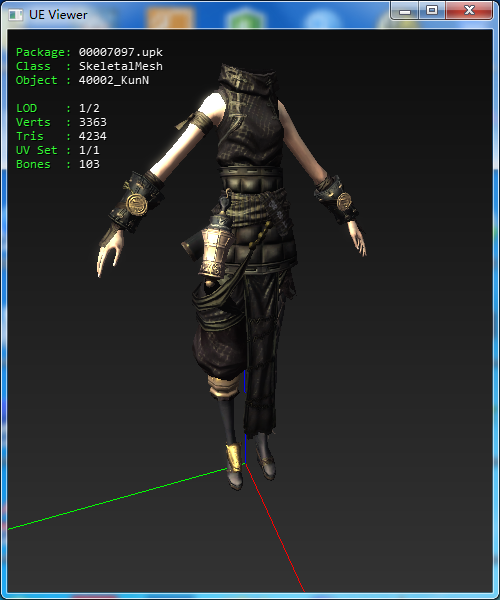 UE Viewer
Package: 00007097.upk
Class : SkeletalMesh
Object : 40002_KunN
LOD : 1/2
Verts : 3363
Tris : 4234
UV Set : 1/1
Bones : 103